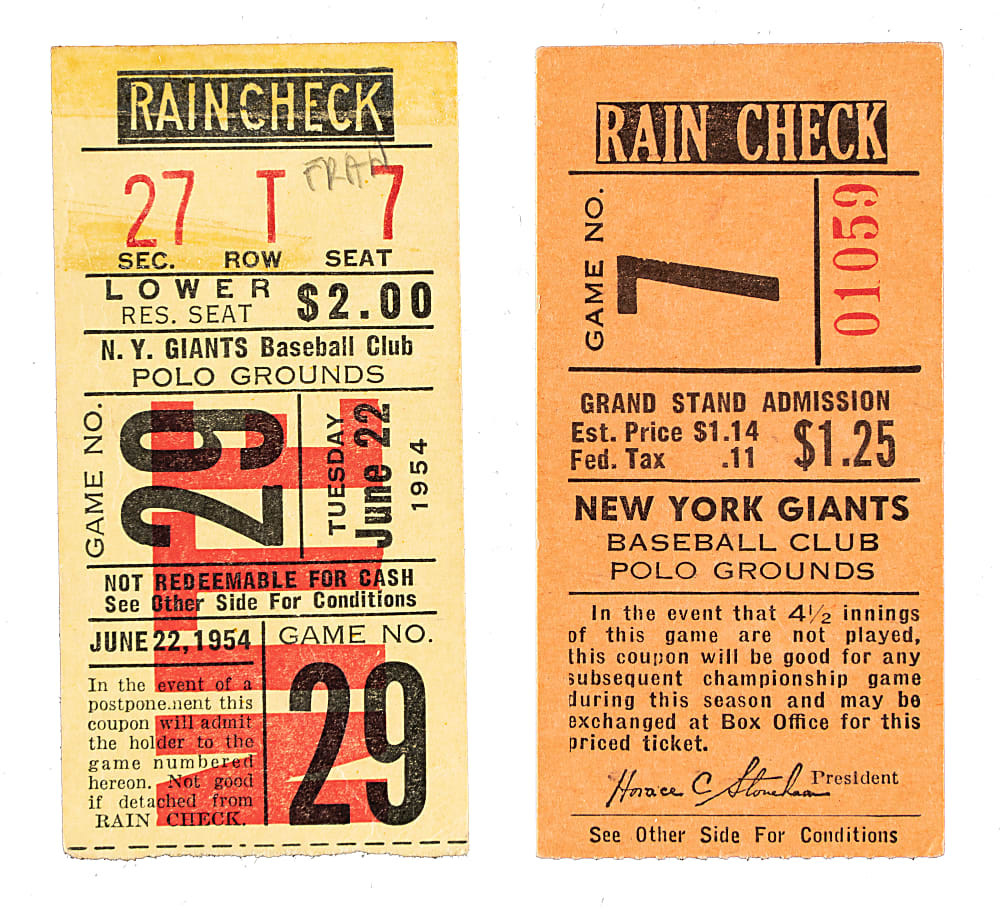 RAIN CHECK
FRAN
27 T 7
SEC. ROW SEAT
LOWER
RES. SEAT $2.00
N. Y. GIANTS Baseball Club
POLO GROUNDS
GAME NO. 29
TUESDAY
June 22
1954
NOT REDEEMABLE FOR CASH
See Other Side For Conditions
JUNE 22, 1954
In the event of a
postponement this
coupon will admit
the holder to the
game numbered
hereon. Not good
if detached from
RAIN CHECK.
GAME NO.
29
NIGHT
RAIN CHECK
GAME NO. 7
01059
GRAND STAND ADMISSION
Est. Price $1.14
Fed. Tax .11
$1.25
NEW YORK GIANTS
BASEBALL CLUB
POLO GROUNDS
In the event that 4½ innings
of this game are not played,
this coupon will be good for any
subsequent championship game
during this season and may be
exchanged at Box Office for this
priced ticket.
Horace C Stoneham President
See Other Side For Conditions